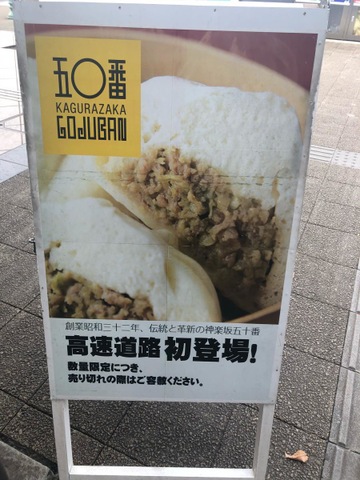 五〇番
KAGURAZAKA
GOJUBAN
創業昭和三十二年、伝統と革新の神楽坂五十番
高速道路初登場!
数量限定につき、
売り切れの際はご容赦ください。